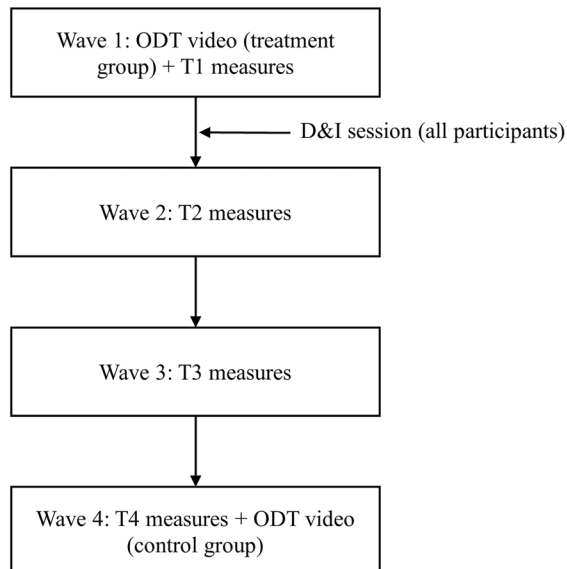 Wave 1: ODT video (treatment
group) + T1 measures
D&I session (all participants)
Wave 2: T2 measures
Wave 3: T3 measures
Wave 4: T4 measures + ODT video
(control group)